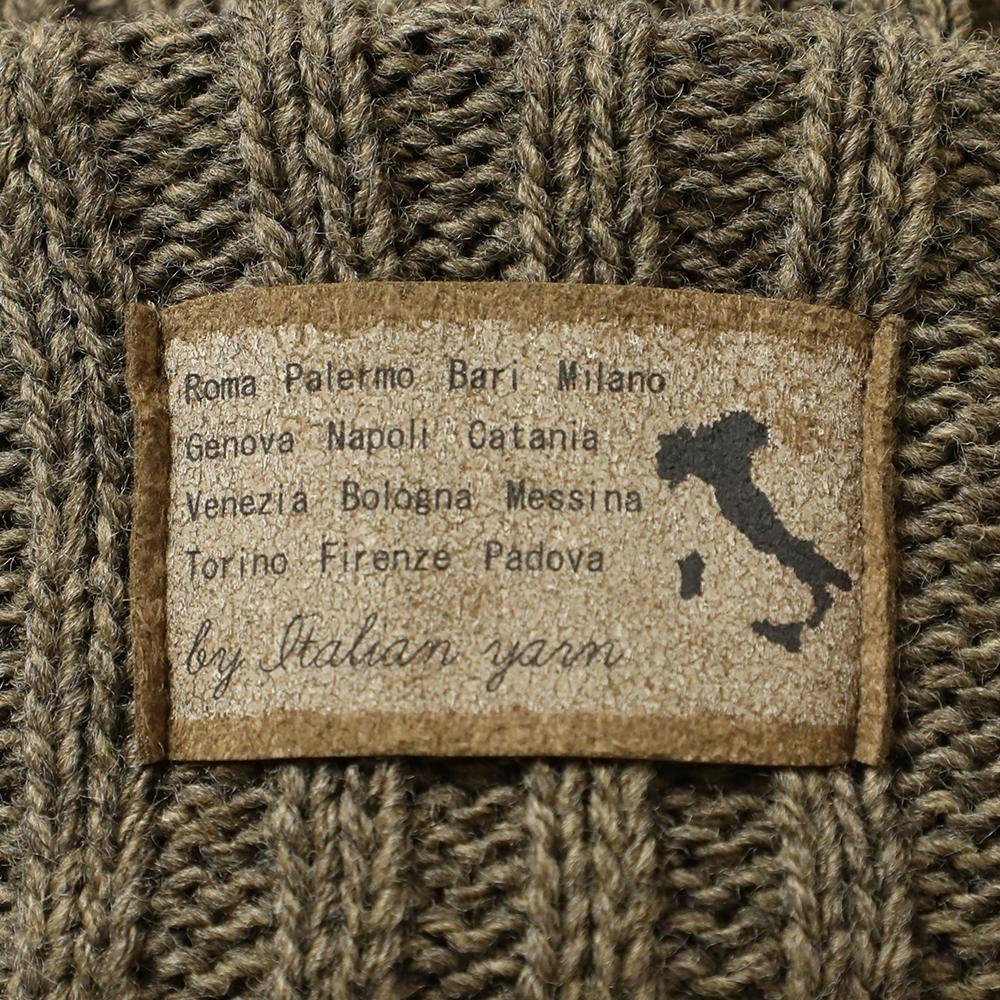 Roma Palermo Bari Milano
Genova Napoli Catania
Venezia Bologna Messina
Torino Firenze Padova
by Italian yarn